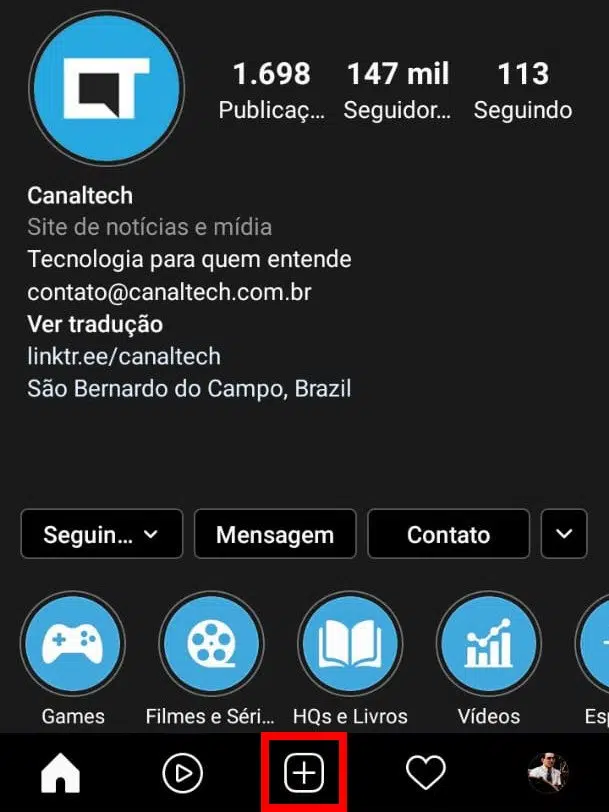 1.698 147 mil 113
Publicaç... Seguidor... Seguindo
Canaltech
Site de notícias e mídia
Tecnologia para quem entende
contato@canaltech.com.br
Ver tradução
linktr.ee/canaltech
São Bernardo do Campo, Brazil
Seguin... Mensagem Contato
Games Filmes e Séri... HQs e Livros Vídeos Esp